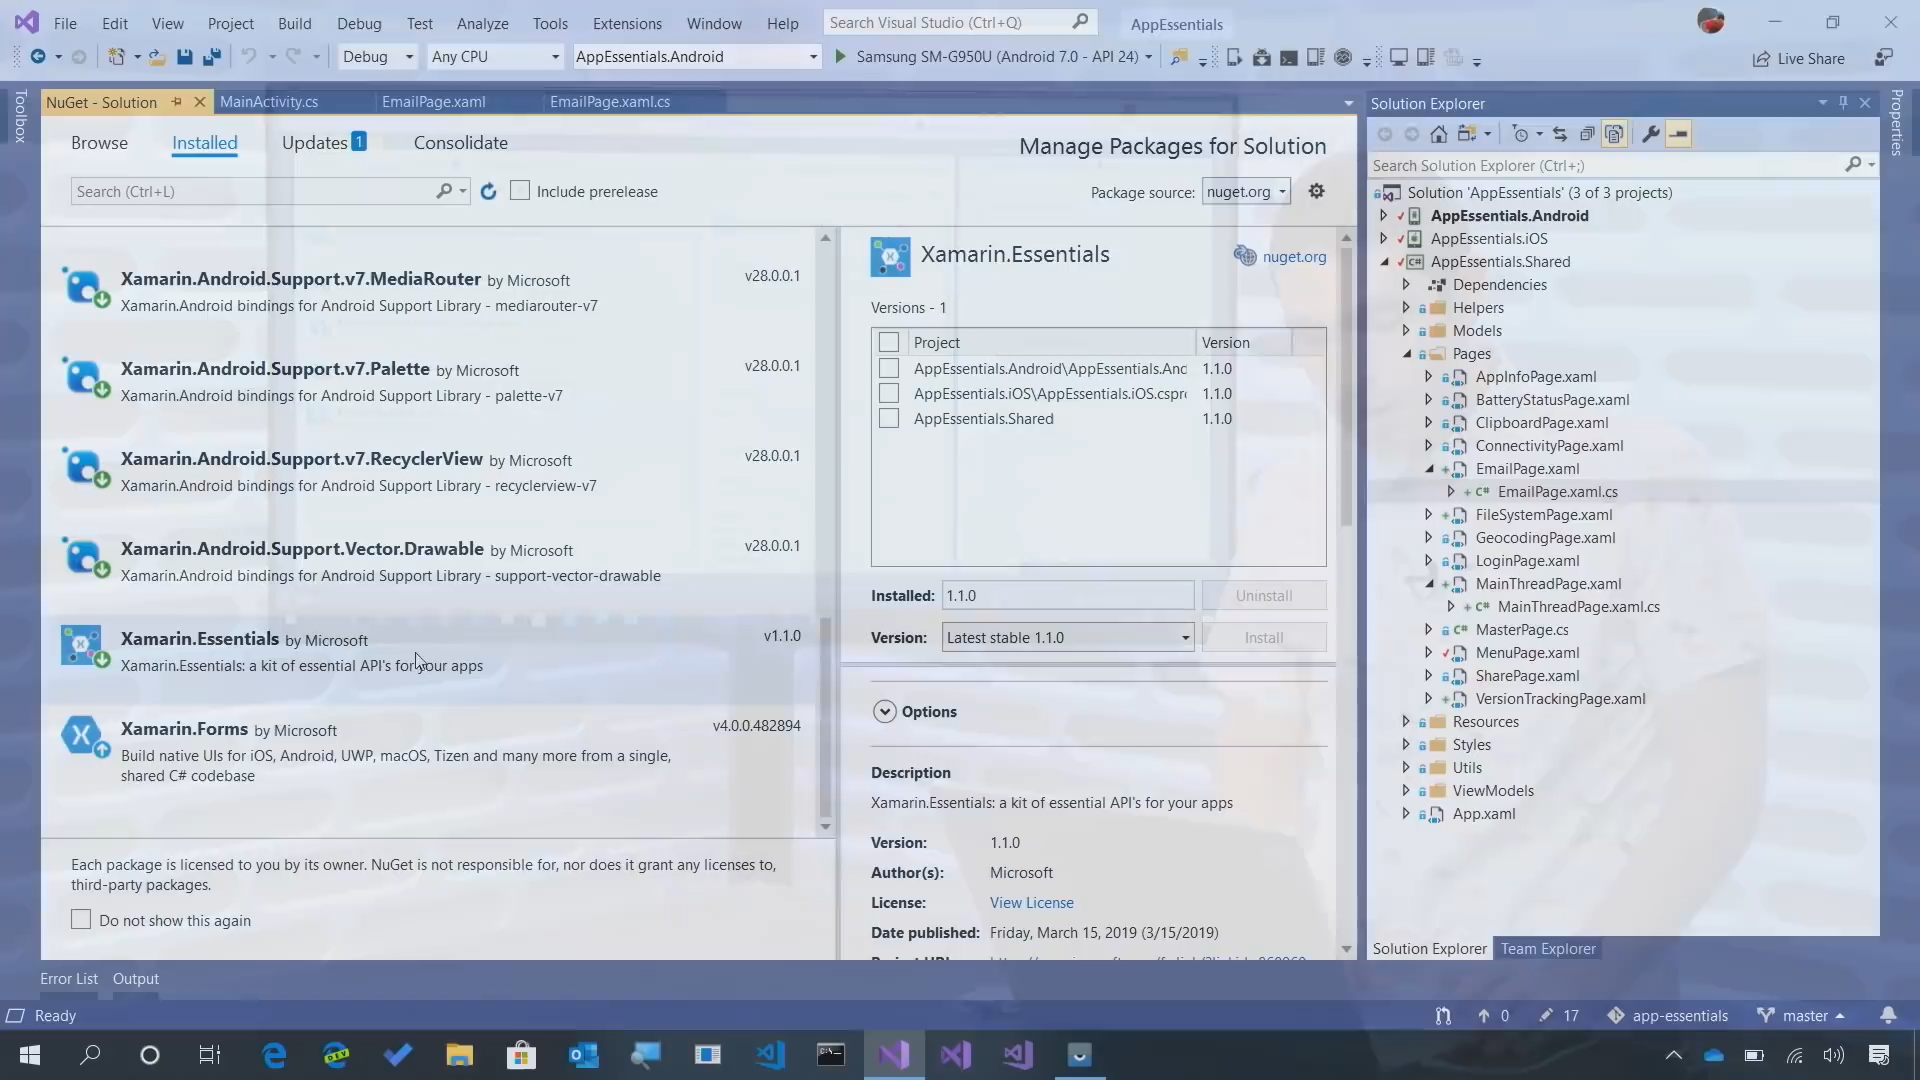 File Edit View Project Build Debug Test Analyze Tools Extensions Window Help Search Visual Studio (Ctrl+Q) AppEssentials
Debug Any CPU AppEssentials.Android Samsung SM-G950U (Android 7.0 - API 24) Live Share
Toolbox
NuGet - Solution MainActivity.cs EmailPage.xaml EmailPage.xaml.cs
Browse Installed Updates 1 Consolidate Manage Packages for Solution
Search (Ctrl+L) Include prerelease Package source: nuget.org
Xamarin.Android.Support.v7.MediaRouter by Microsoft v28.0.0.1
Xamarin.Android bindings for Android Support Library - mediarouter-v7
Xamarin.Android.Support.v7.Palette by Microsoft v28.0.0.1
Xamarin.Android bindings for Android Support Library - palette-v7
Xamarin.Android.Support.v7.RecyclerView by Microsoft v28.0.0.1
Xamarin.Android bindings for Android Support Library - recyclerview-v7
Xamarin.Android.Support.Vector.Drawable by Microsoft v28.0.0.1
Xamarin.Android bindings for Android Support Library - support-vector-drawable
Xamarin.Essentials by Microsoft v1.1.0
Xamarin.Essentials: a kit of essential API's for your apps
Xamarin.Forms by Microsoft v4.0.0.482894
Build native UIs for iOS, Android, UWP, macOS, Tizen and many more from a single,
shared C# codebase
Each package is licensed to you by its owner. NuGet is not responsible for, nor does it grant any licenses to,
third-party packages.
Do not show this again
Xamarin.Essentials nuget.org
Versions - 1
Project Version
AppEssentials.Android\AppEssentials.And 1.1.0
AppEssentials.iOS\AppEssentials.iOS.cspr 1.1.0
AppEssentials.Shared 1.1.0
Installed: 1.1.0 Uninstall
Version: Latest stable 1.1.0 Install
Options
Description
Xamarin.Essentials: a kit of essential API's for your apps
Version: 1.1.0
Author(s): Microsoft
License: View License
Date published: Friday, March 15, 2019 (3/15/2019)
Solution Explorer
Search Solution Explorer (Ctrl+;)
Solution 'AppEssentials' (3 of 3 projects)
AppEssentials.Android
AppEssentials.iOS
C# AppEssentials.Shared
Dependencies
Helpers
Models
Pages
AppInfoPage.xaml
BatteryStatusPage.xaml
ClipboardPage.xaml
ConnectivityPage.xaml
EmailPage.xaml
C# EmailPage.xaml.cs
FileSystemPage.xaml
GeocodingPage.xaml
LoginPage.xaml
MainThreadPage.xaml
C# MainThreadPage.xaml.cs
C# MasterPage.cs
MenuPage.xaml
SharePage.xaml
VersionTrackingPage.xaml
Resources
Styles
Utils
ViewModels
App.xaml
Solution Explorer Team Explorer
Properties
Error List Output
Ready 0 17 app-essentials master